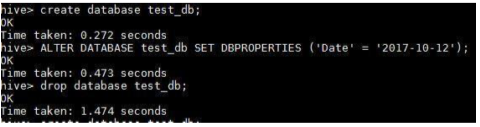 hive> create database test_db;
OK
Time taken: 0.272 seconds
hive> ALTER DATABASE test_db SET DBPROPERTIES ('Date' = '2017-10-12');
OK
Time taken: 0.473 seconds
hive> drop database test_db;
OK
Time taken: 1.474 seconds